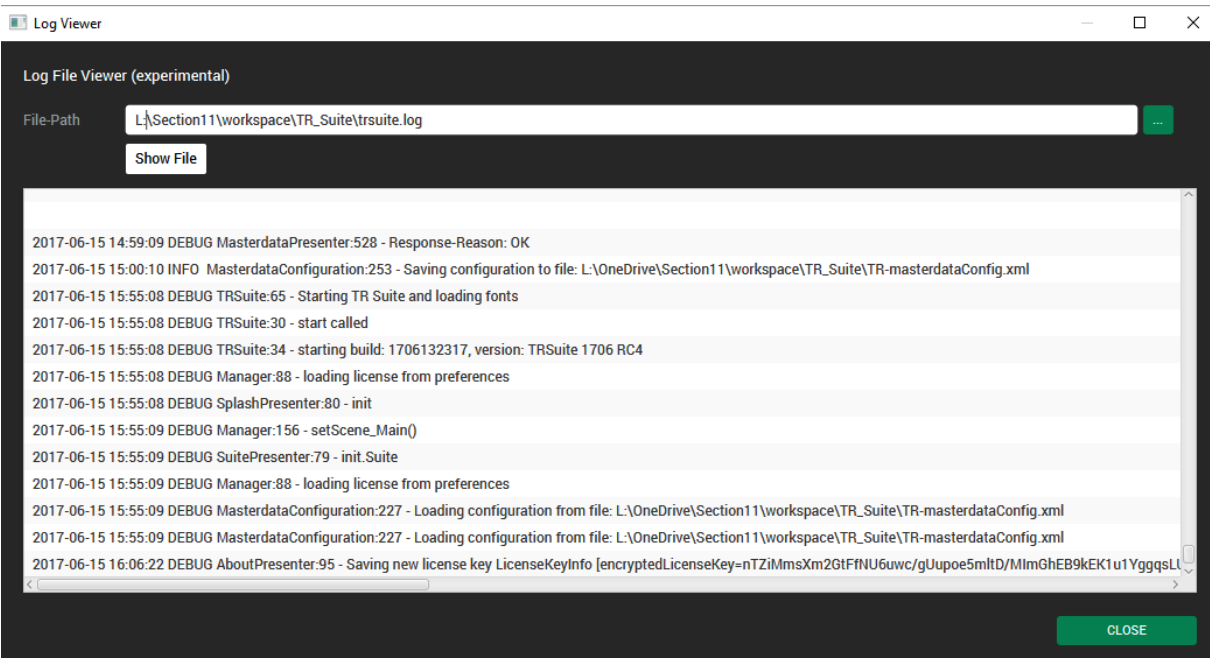 Log Viewer
Log File Viewer (experimental)
File-Path L:\Section11\workspace\TR_Suite\trsuite.log ...
Show File
2017-06-15 14:59:09 DEBUG MasterdataPresenter:528 - Response-Reason: OK
2017-06-15 15:00:10 INFO  MasterdataConfiguration:253 - Saving configuration to file: L:\OneDrive\Section11\workspace\TR_Suite\TR-masterdataConfig.xml
2017-06-15 15:55:08 DEBUG TRSuite:65 - Starting TR Suite and loading fonts
2017-06-15 15:55:08 DEBUG TRSuite:30 - start called
2017-06-15 15:55:08 DEBUG TRSuite:34 - starting build: 1706132317, version: TRSuite 1706 RC4
2017-06-15 15:55:08 DEBUG Manager:88 - loading license from preferences
2017-06-15 15:55:08 DEBUG SplashPresenter:80 - init
2017-06-15 15:55:09 DEBUG Manager:156 - setScene_Main()
2017-06-15 15:55:09 DEBUG SuitePresenter:79 - init.Suite
2017-06-15 15:55:09 DEBUG Manager:88 - loading license from preferences
2017-06-15 15:55:09 DEBUG MasterdataConfiguration:227 - Loading configuration from file: L:\OneDrive\Section11\workspace\TR_Suite\TR-masterdataConfig.xml
2017-06-15 15:55:09 DEBUG MasterdataConfiguration:227 - Loading configuration from file: L:\OneDrive\Section11\workspace\TR_Suite\TR-masterdataConfig.xml
2017-06-15 16:06:22 DEBUG AboutPresenter:95 - Saving new license key LicenseKeyInfo
CLOSE